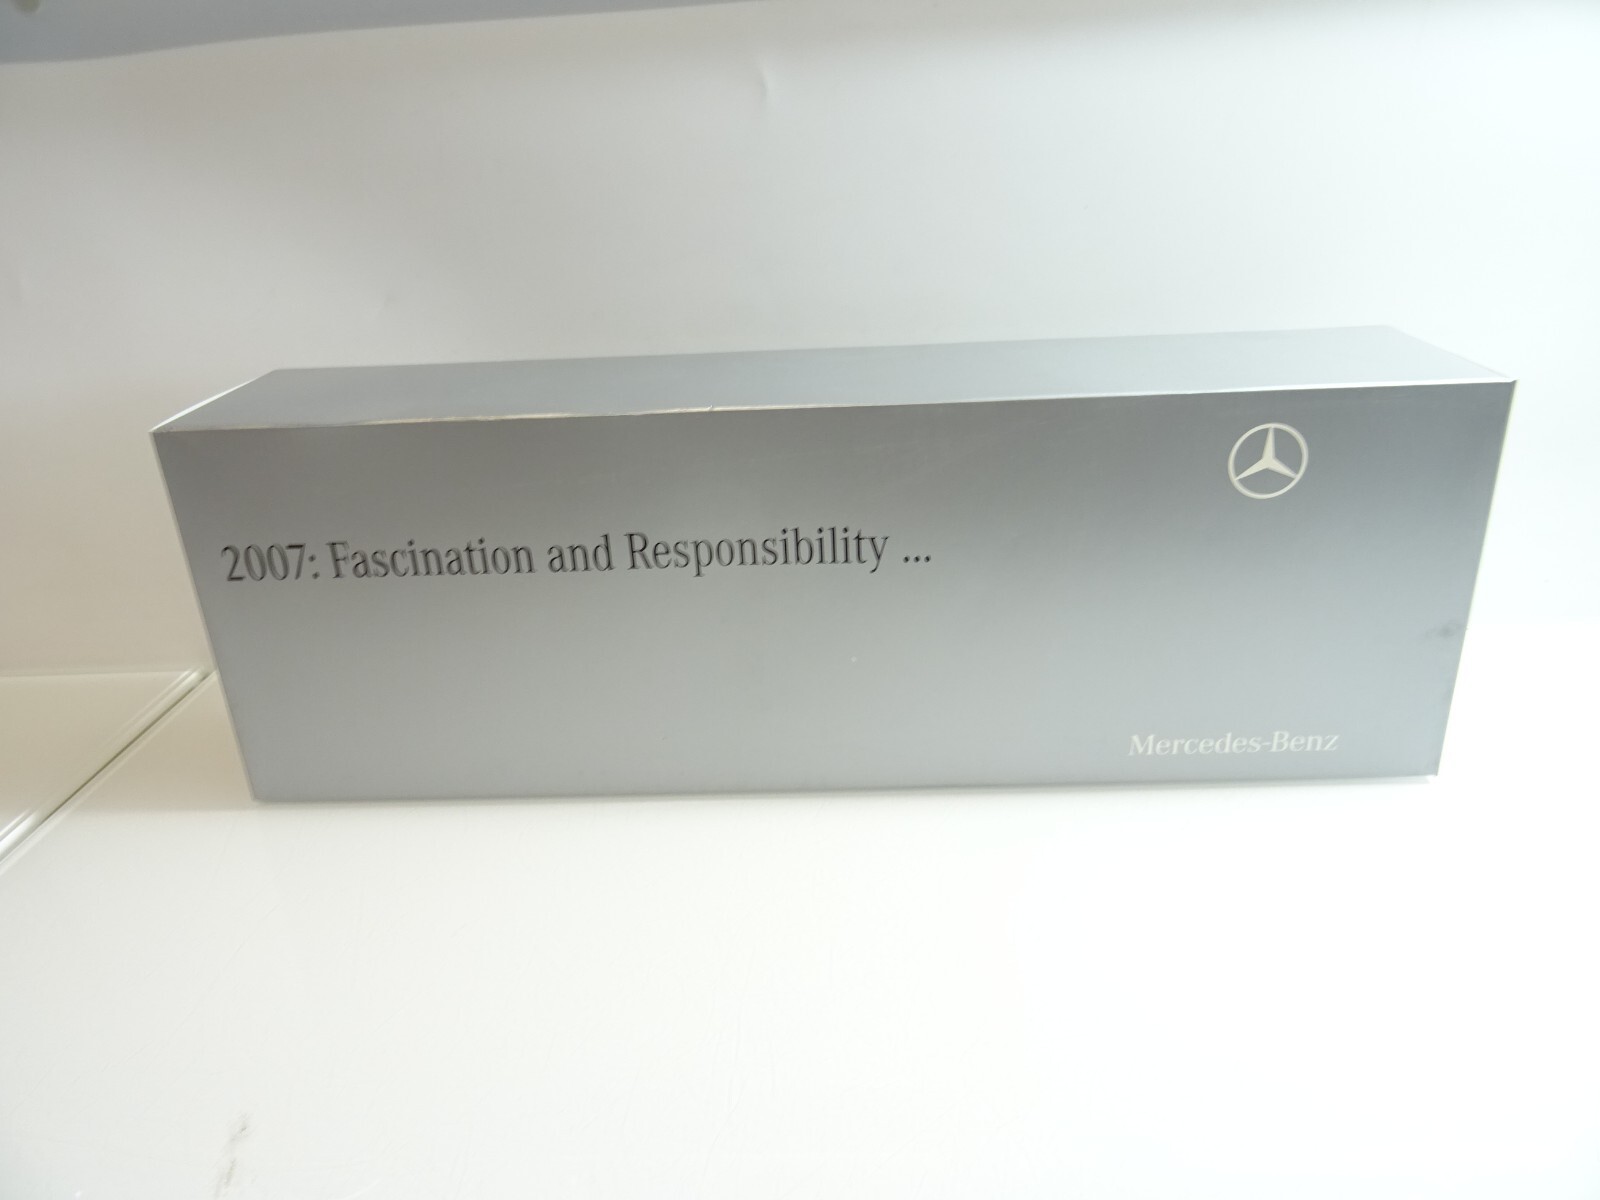 2007: Fascination and Responsibility ...
Mercedes-Benz